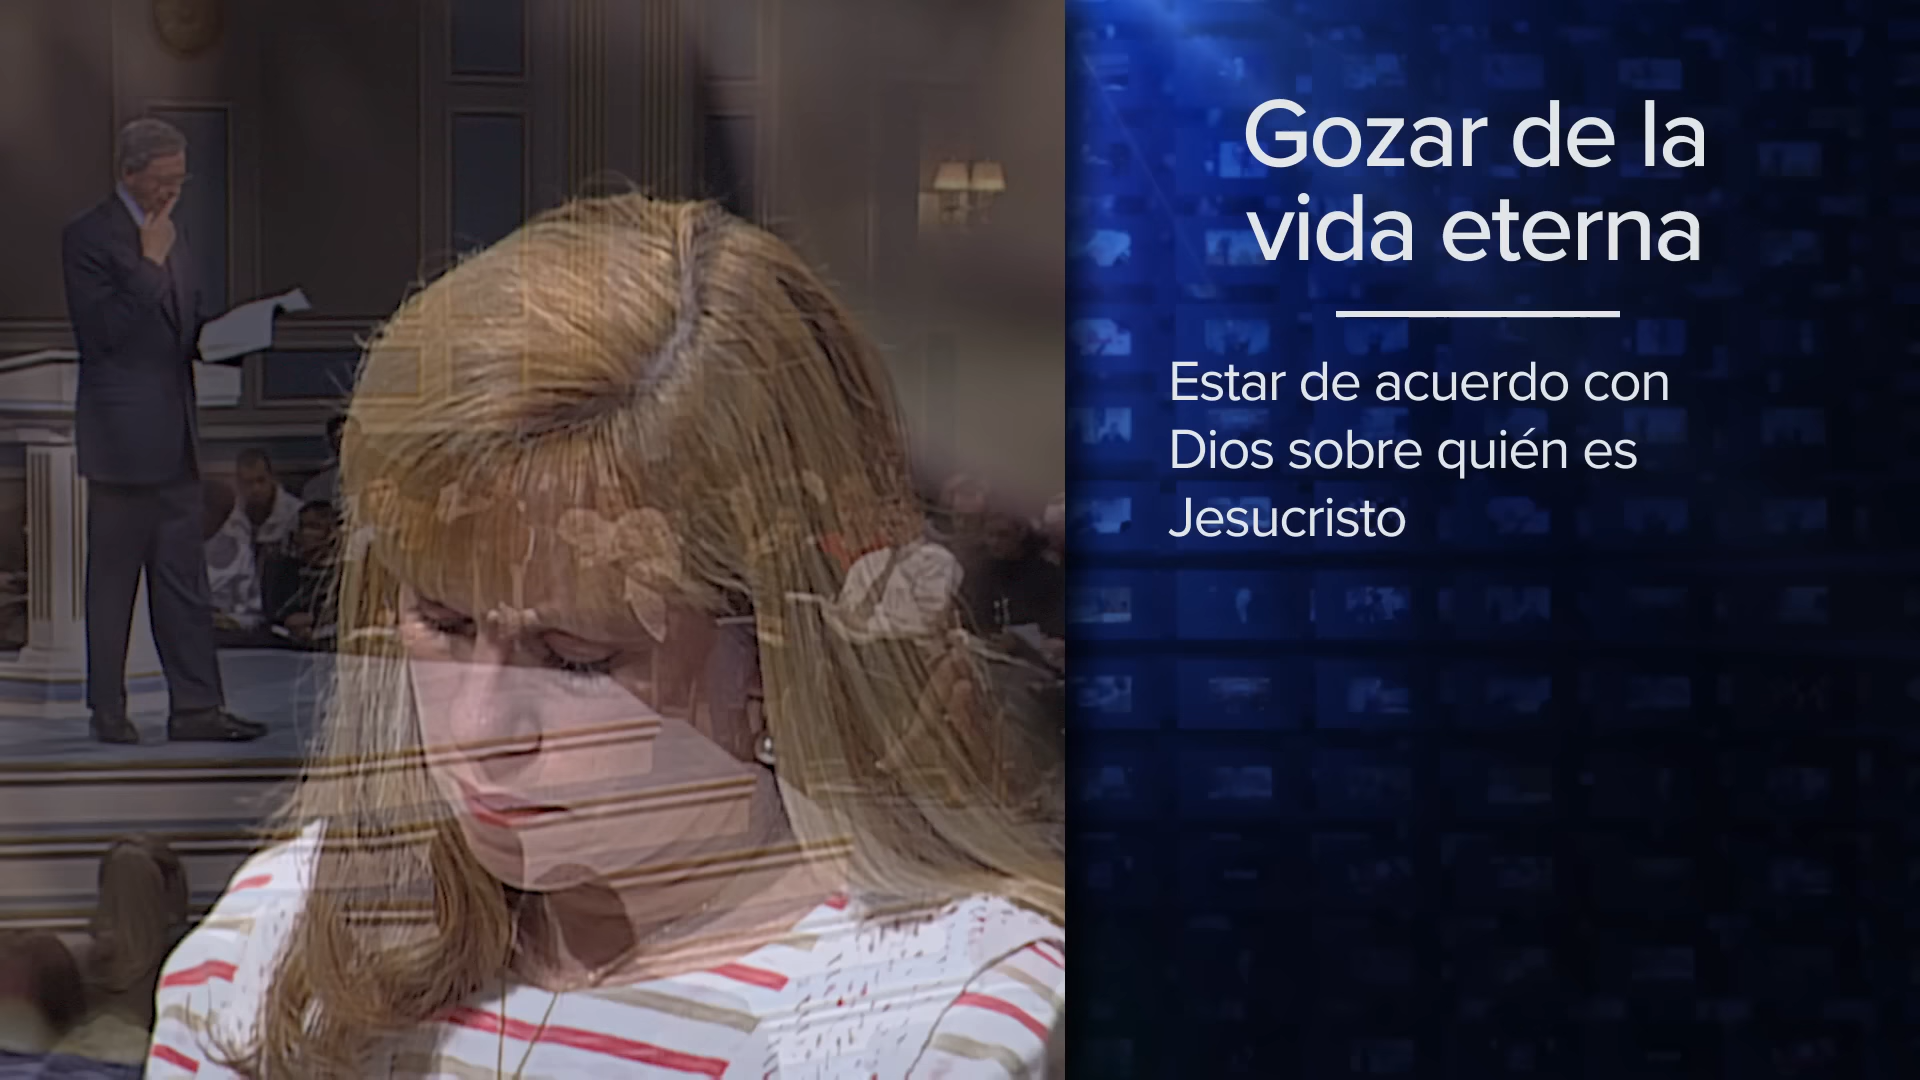 Gozar de la
vida eterna
Estar de acuerdo con
Dios sobre quién es
Jesucristo